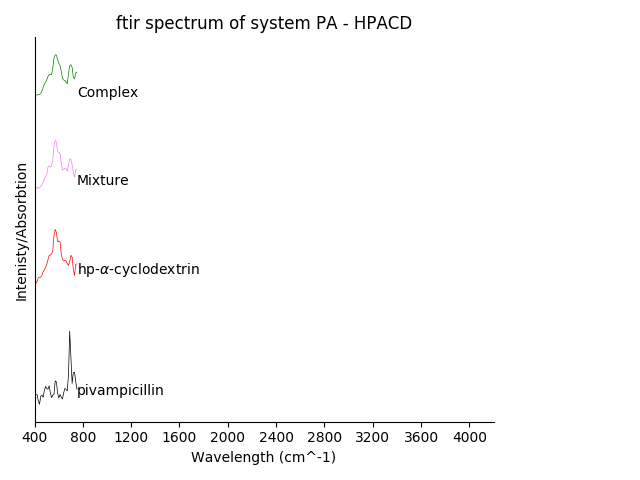 ftir spectrum of system PA - HPACD
Intenisty/Absorbtion
Complex
Mixture
hp-α-cyclodextrin
pivampicillin
400 800 1200 1600 2000 2400 2800 3200 3600 4000
Wavelength (cm^-1)